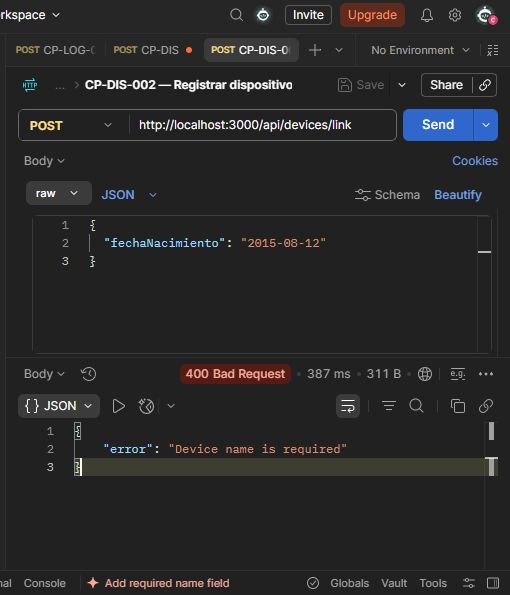 rkspace
Invite
Upgrade
POST CP-LOG-0
POST CP-DIS
POST CP-DIS-0
No Environment
HTTP
... > CP-DIS-002 — Registrar dispositivo
Save
Share
POST
http://localhost:3000/api/devices/link
Send
Body
Cookies
raw
JSON
Schema
Beautify
1 {
2 "fechaNacimiento": "2015-08-12"
3 }
Body
400 Bad Request • 387 ms • 311 B
e.g.
{} JSON
1 {
2 "error": "Device name is required"
3 }
nal
Console
Add required name field
Globals
Vault
Tools